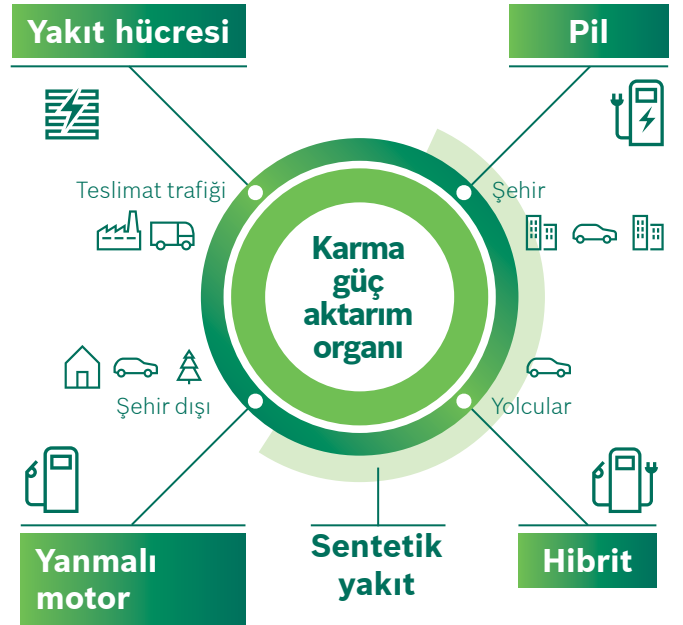 Yakıt hücresi
Pil
Teslimat trafiği
Şehir
Karma
güç
aktarım
organı
Şehir dışı
Yolcular
Yanmalı
motor
Sentetik
yakıt
Hibrit